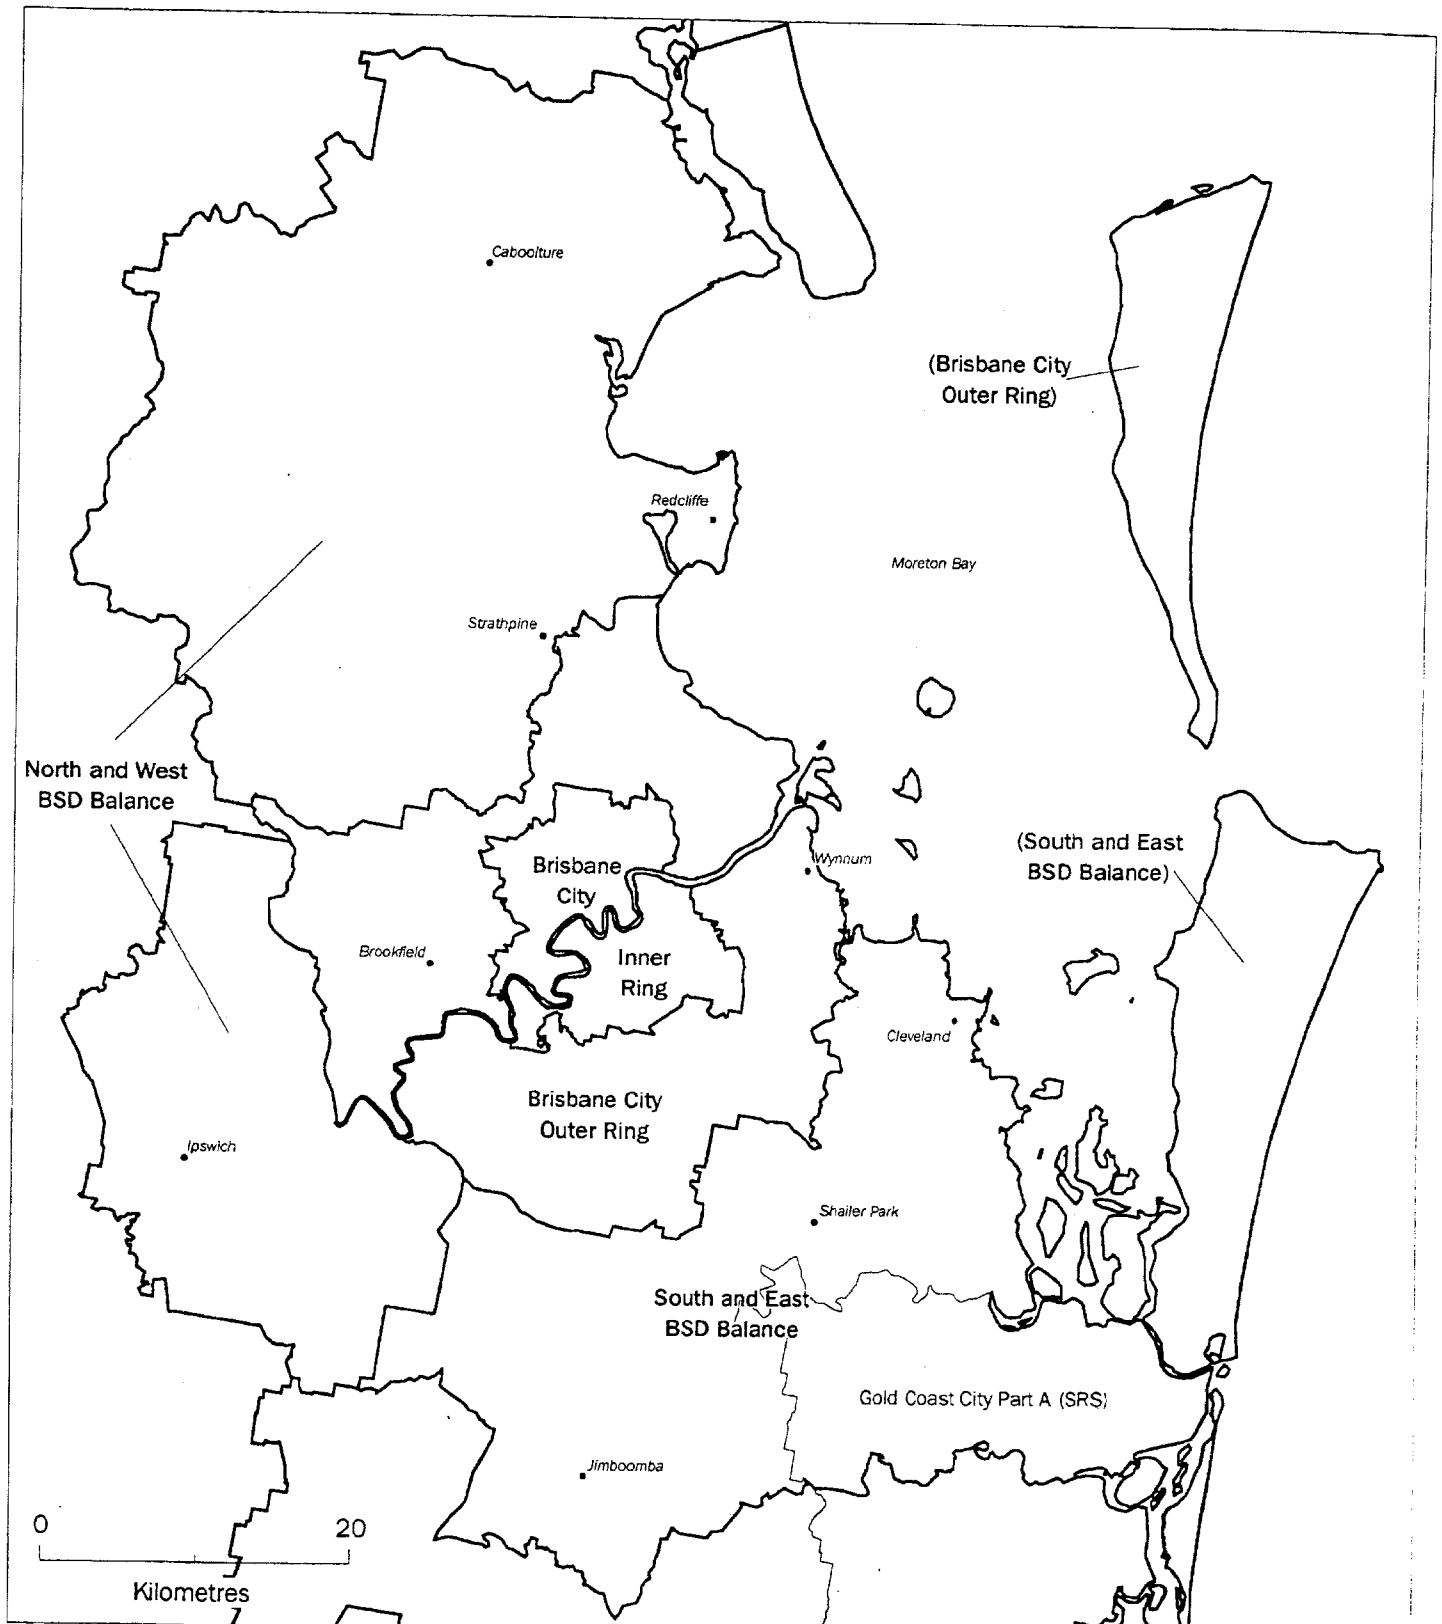 Caboolture
(Brisbane City
Outer Ring)
Redcliffe
Moreton Bay
Strathpine
North and West
BSD Balance
(South and East
BSD Balance)
Wynnum
Brisbane
City
Brookfield
Inner
Ring
Cleveland
Brisbane City
Outer Ring
Ipswich
Shailer Park
South and East
BSD Balance
Gold Coast City Part A (SRS)
Jimboomba
0 20
Kilometres